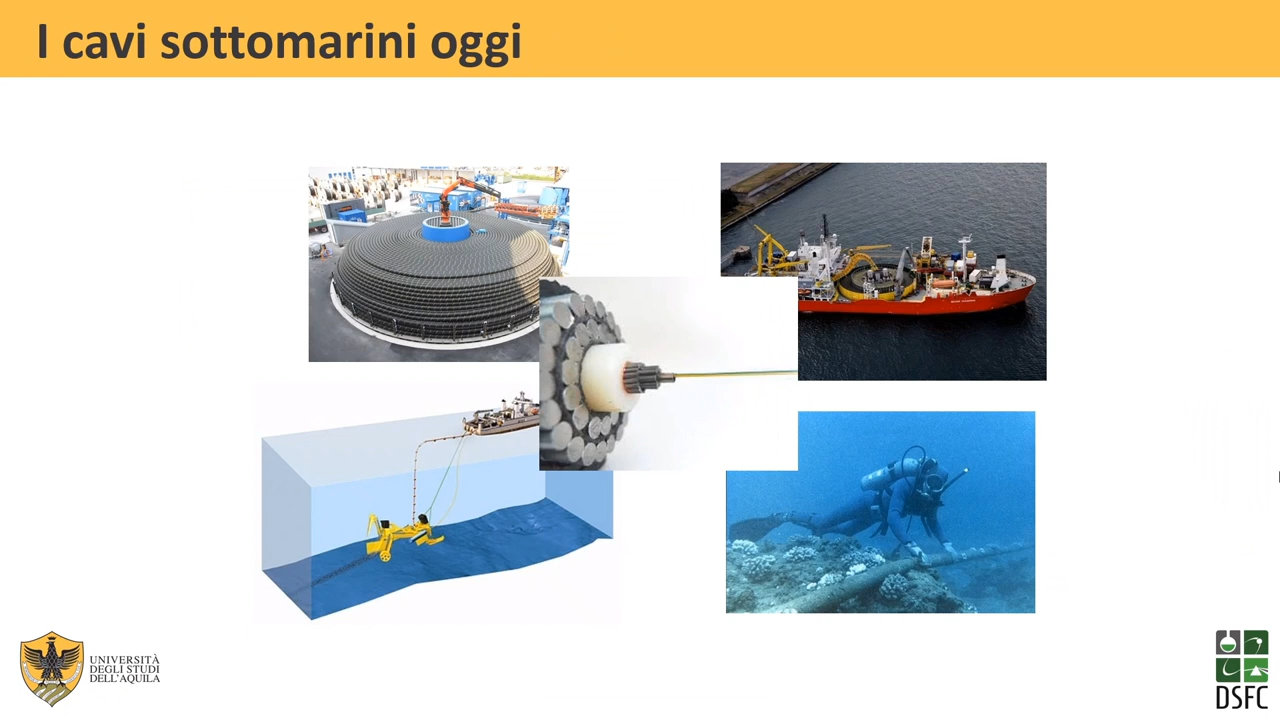 I cavi sottomarini oggi
UNIVERSITÀ
DEGLI STUDI
DELL'AQUILA
DSFC